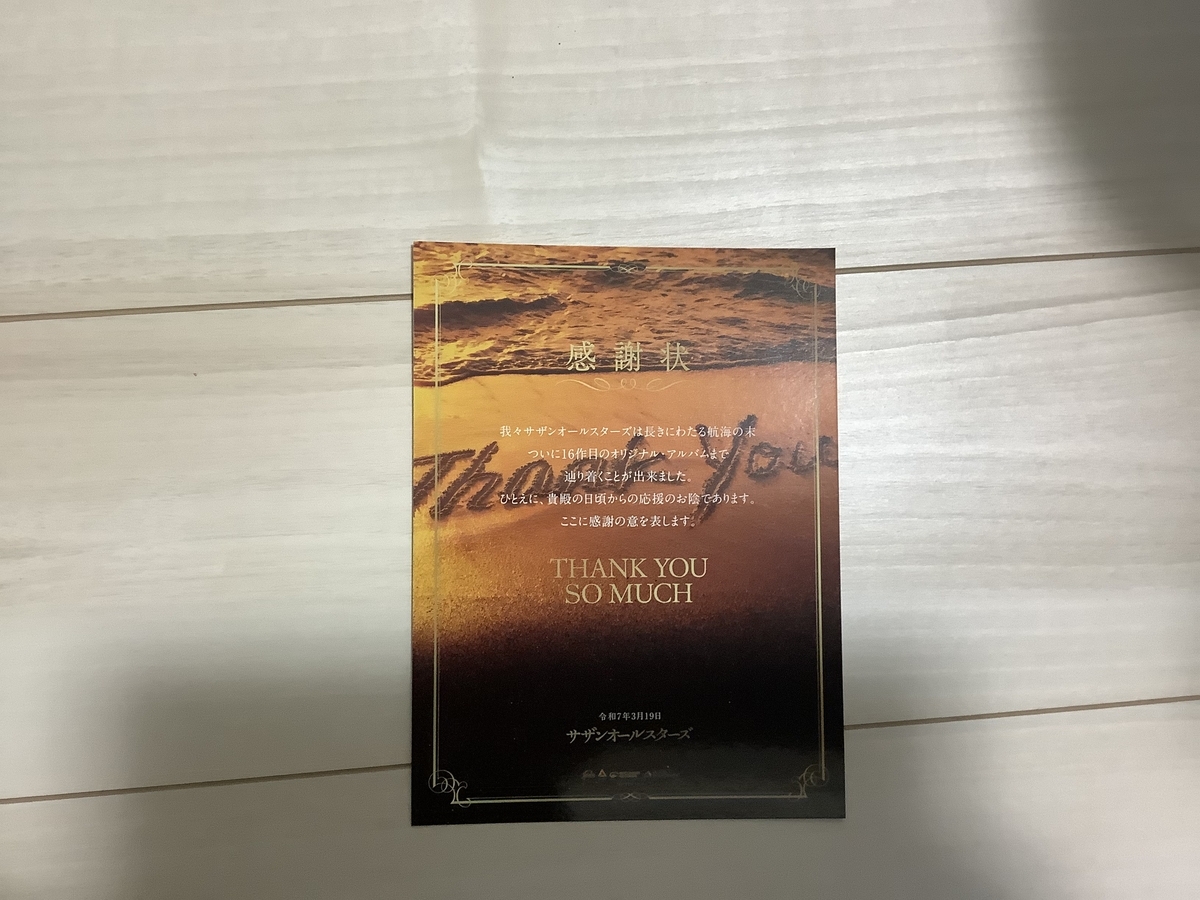 感謝状
我々サザンオールスターズは長きにわたる航海の末
ついに16作目のオリジナル・アルバムまで
辿り着くことが出来ました。
Thank You
ひとえに、貴殿の日頃からの応援のお陰であります。
ここに感謝の意を表します。
THANK YOU
SO MUCH
令和7年3月19日
サザンオールスターズ